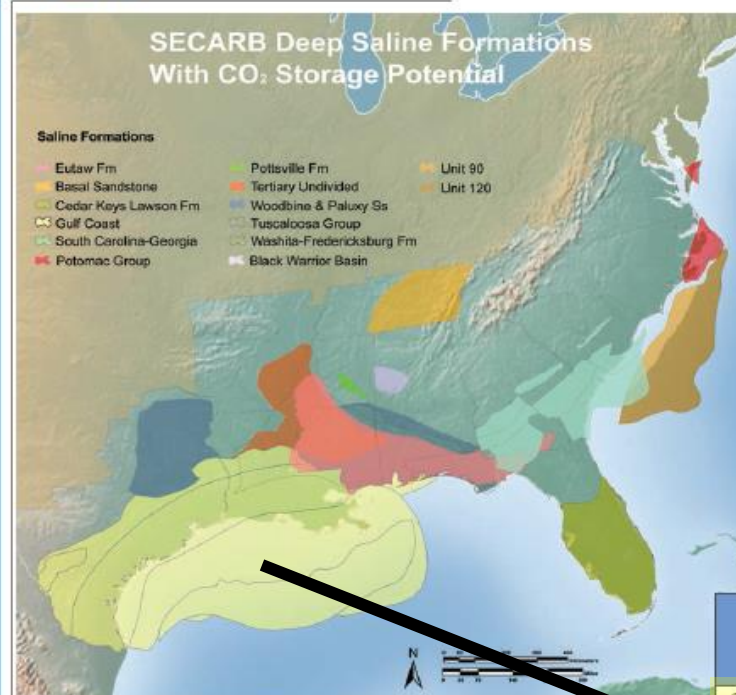 SECARB Deep Saline Formations
With CO₂ Storage Potential
Saline Formations
Eutaw Fm
Basal Sandstone
Cedar Keys Lawson Fm
Gulf Coast
South Carolina-Georgia
Potomac Group
Pottsville Fm
Tertiary Undivided
Woodbine & Paluxy Ss
Tuscaloosa Group
Washita-Fredericksburg Fm
Black Warrior Basin
Unit 90
Unit 120
N